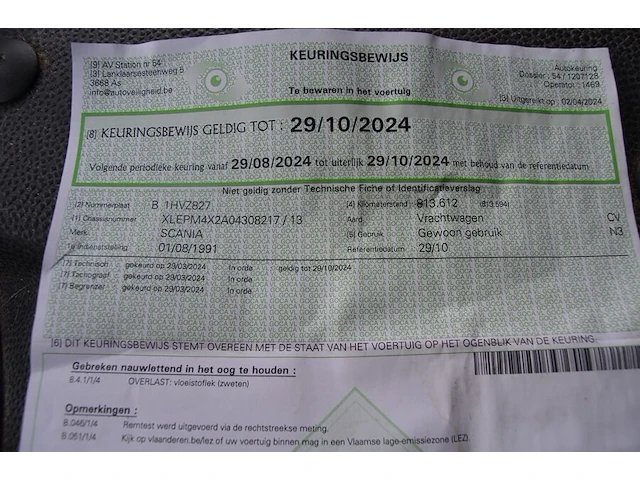 KEURINGSBEWIJS
[9] AV Station nr 54
[3] Lanklaarsesteenweg 5
3668 As
info@autoveiligheid.be
Te bewaren in het voertuig
Autokeuring
Dossier : 54 / 1207128
Operator : 1469
[3] Uitgereikt op : 02/04/2024
[8] KEURINGSBEWIJS GELDIG TOT : 29/10/2024
Volgende periodieke keuring vanaf 29/08/2024 tot uiterlijk 29/10/2024 met behoud van de referentiedatum
Niet geldig zonder Technische Fiche of Identificatieverslag
[2] Nummerplaat B 1HVZ827 [4] Kilometerstand 813.612 (813.594)
[1] Chassisnummer XLEPM4X2A04308217 / 13 Aard Vrachtwagen CV
Merk SCANIA [5] Gebruik Gewoon gebruik N3
1e Indienststelling 01/08/1991 Referentiedatum 29/10
[7] Technisch gekeurd op 29/03/2024 In orde geldig tot 29/10/2024
[7] Tachograaf gekeurd op 29/03/2024 In orde
[7] Begrenzer gekeurd op 29/03/2024 In orde
[6] DIT KEURINGSBEWIJS STEMT OVEREEN MET DE STAAT VAN HET VOERTUIG OP HET OGENBLIK VAN DE KEURING.
Gebreken nauwlettend in het oog te houden :
8.4.1/1/4 OVERLAST: vloeistoflek (zweten)
Opmerkingen :
B.046/1/4 Remtest werd uitgevoerd via de rechtstreekse meting.
B.051/1/4 Kijk op vlaanderen.be/lez of uw voertuig binnen mag in een Vlaamse lage-emissiezone (LEZ).